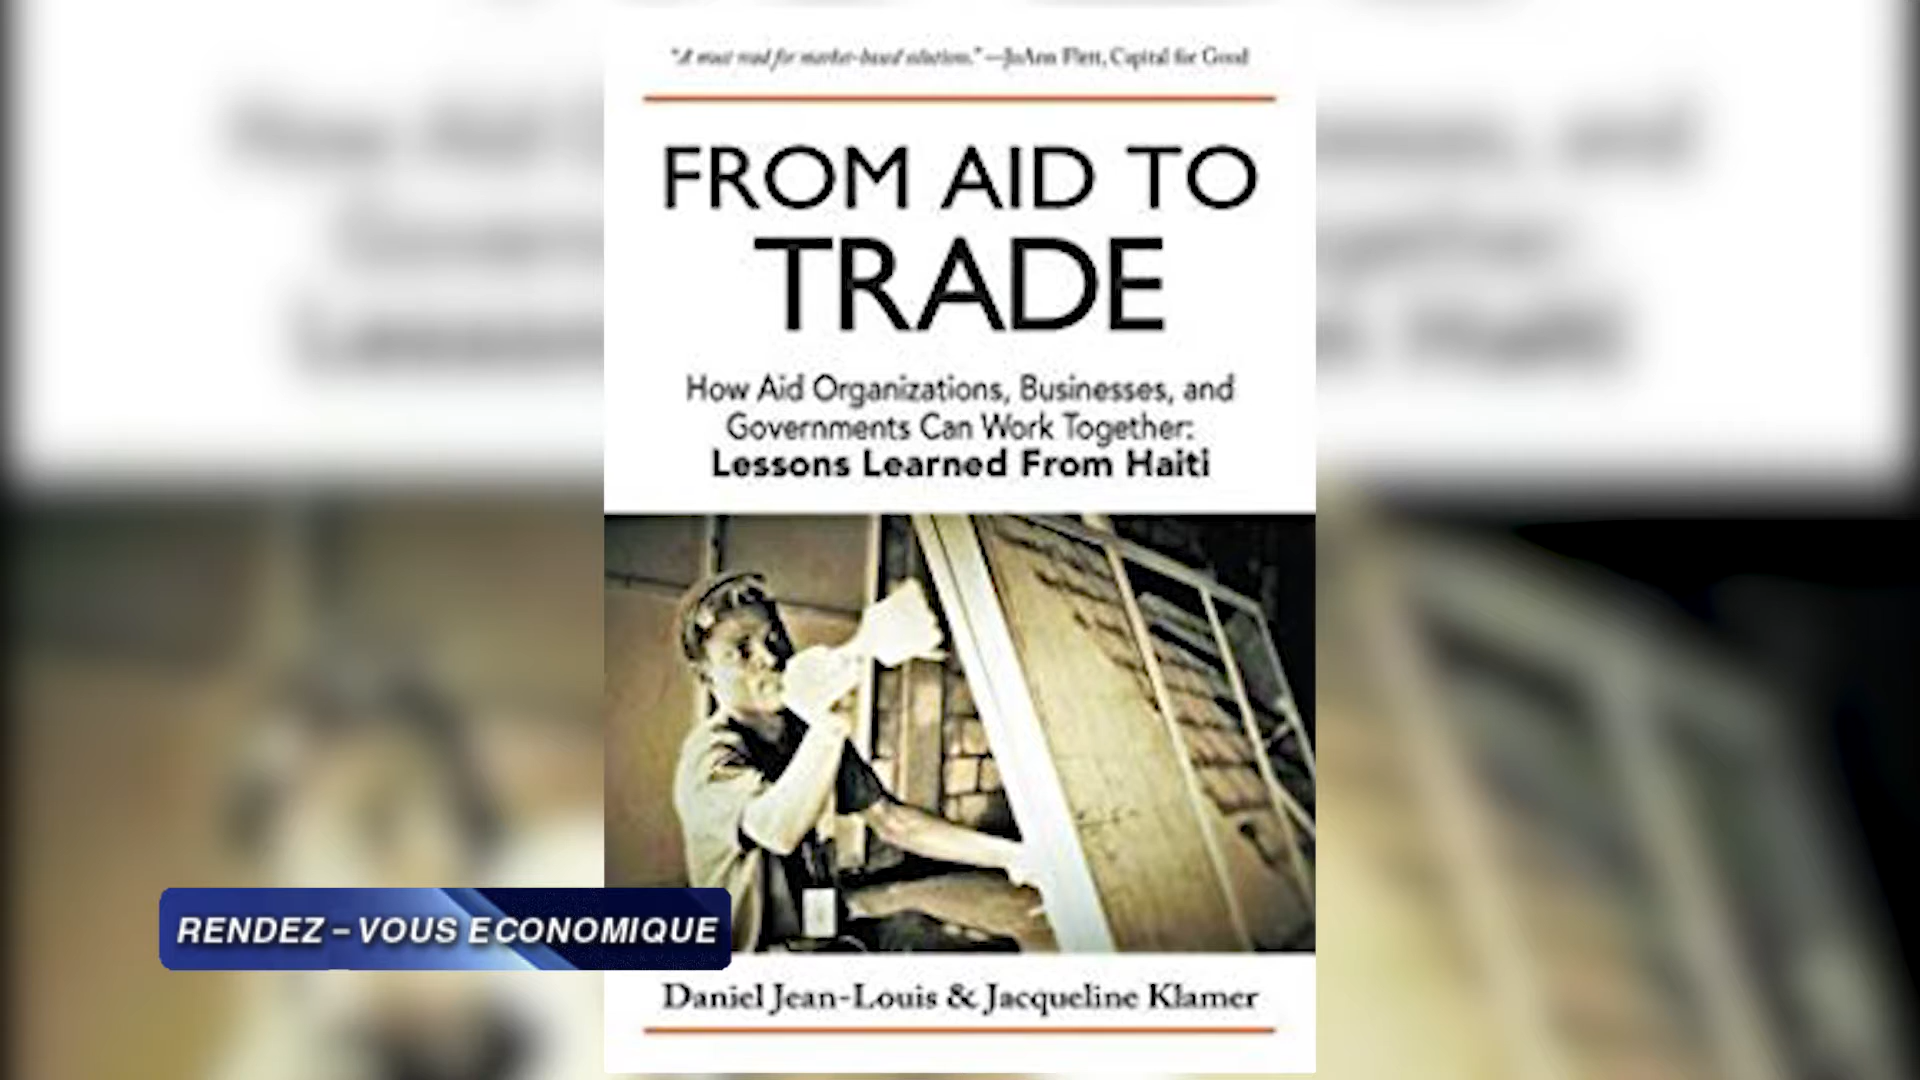 "A must read for market-based solutions." —JoAnn Flett, Capital for Good
FROM AID TO
TRADE
How Aid Organizations, Businesses, and
Governments Can Work Together:
Lessons Learned From Haiti
RENDEZ – VOUS ECONOMIQUE
Daniel Jean-Louis & Jacqueline Klamer